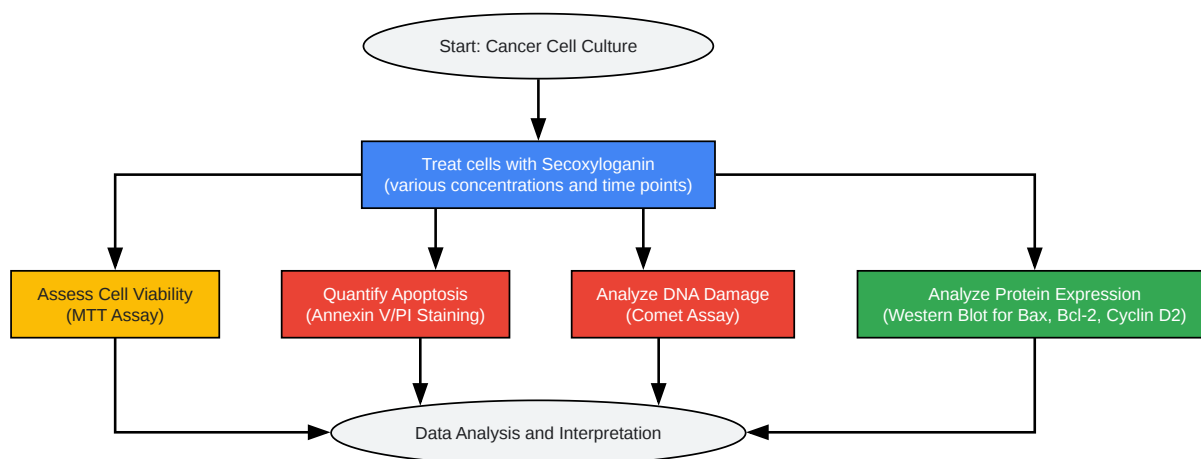 Start: Cancer Cell Culture
Treat cells with Secoxyloganin
(various concentrations and time points)
Assess Cell Viability
(MTT Assay)
Quantify Apoptosis
(Annexin V/PI Staining)
Analyze DNA Damage
(Comet Assay)
Analyze Protein Expression
(Western Blot for Bax, Bcl-2, Cyclin D2)
Data Analysis and Interpretation